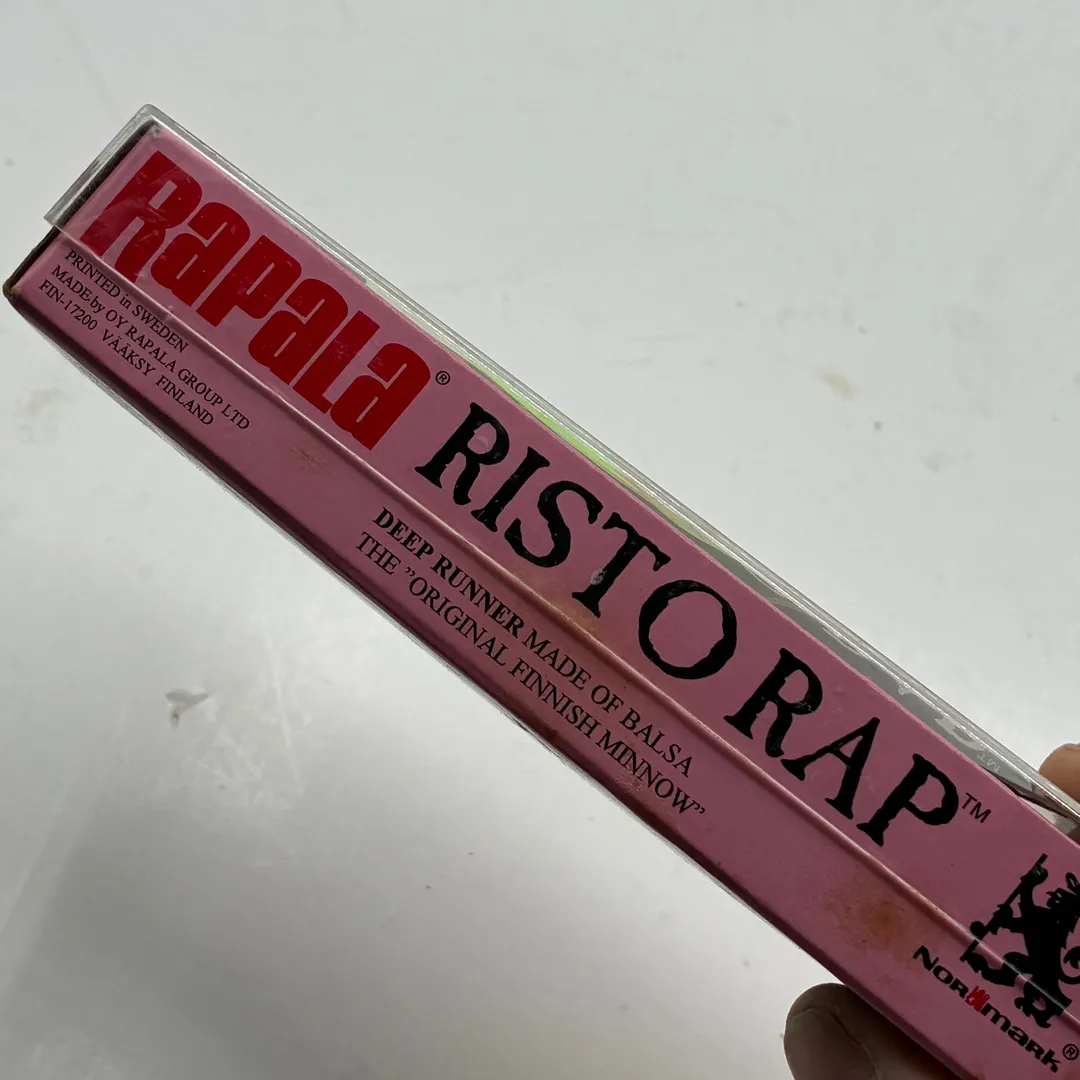 Rapala®
PRINTED in SWEDEN
MADE by OY RAPALA GROUP LTD
FIN-17200 VÄÄKSY FINLAND
RISTO RAP™
DEEP RUNNER MADE OF BALSA
THE ”ORIGINAL FINNISH MINNOW”
NORMARK®